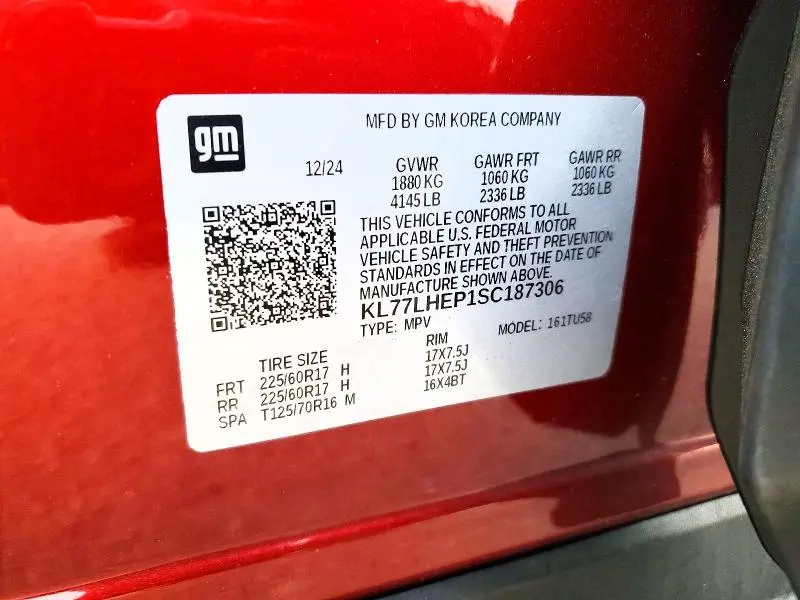 gm
MFD BY GM KOREA COMPANY
12/24
GVWR GAWR FRT GAWR RR
1880 KG 1060 KG 1060 KG
4145 LB 2336 LB 2336 LB
THIS VEHICLE CONFORMS TO ALL
APPLICABLE U.S. FEDERAL MOTOR
VEHICLE SAFETY AND THEFT PREVENTION
STANDARDS IN EFFECT ON THE DATE OF
MANUFACTURE SHOWN ABOVE.
KL77LHEP1SC187306
TYPE: MPV MODEL: 161TU58
TIRE SIZE RIM
FRT 225/60R17 H 17X7.5J
RR 225/60R17 H 17X7.5J
SPA T125/70R16 M 16X4BT